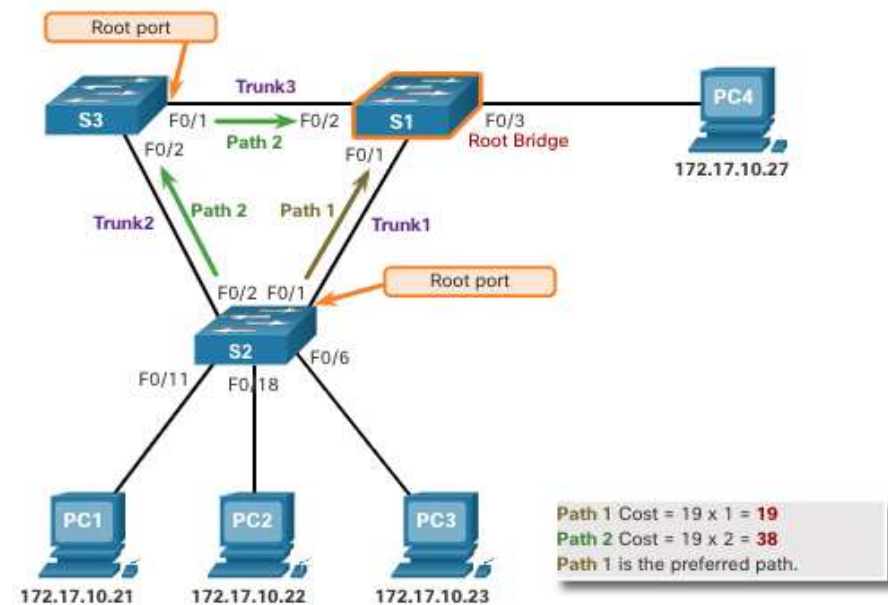 Root port
Trunk3
S3
F0/1
F0/2
S1
F0/3
PC4
Path 2
Root Bridge
F0/2
F0/1
172.17.10.27
Path 2
Path 1
Trunk2
Trunk1
F0/2 F0/1
Root port
S2
F0/6
F0/11
F0/18
PC1
PC2
PC3
172.17.10.21
172.17.10.22
172.17.10.23
Path 1 Cost = 19 x 1 = 19
Path 2 Cost = 19 x 2 = 38
Path 1 is the preferred path.